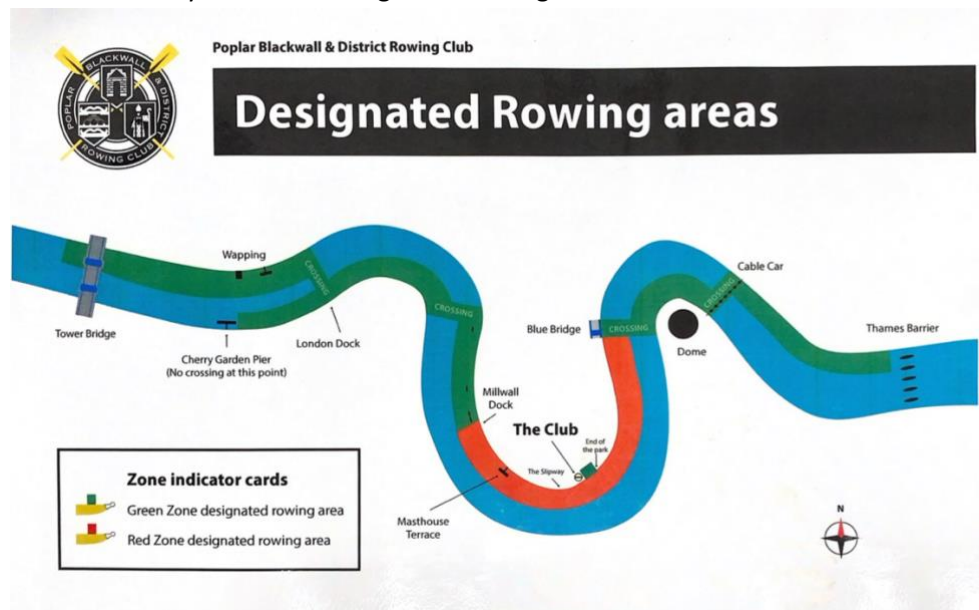 Poplar Blackwall & District Rowing Club
POPLAR BLACKWALL & DISTRICT
ROWING CLUB
Designated Rowing areas
Wapping
CROSSING
Tower Bridge
Cherry Garden Pier
(No crossing at this point)
London Dock
CROSSING
Millwall
Dock
The Club
End of
the park
The Slipway
Masthouse
Terrace
Blue Bridge
CROSSING
CROSSING
Cable Car
Dome
Thames Barrier
Zone indicator cards
Green Zone designated rowing area
Red Zone designated rowing area
N